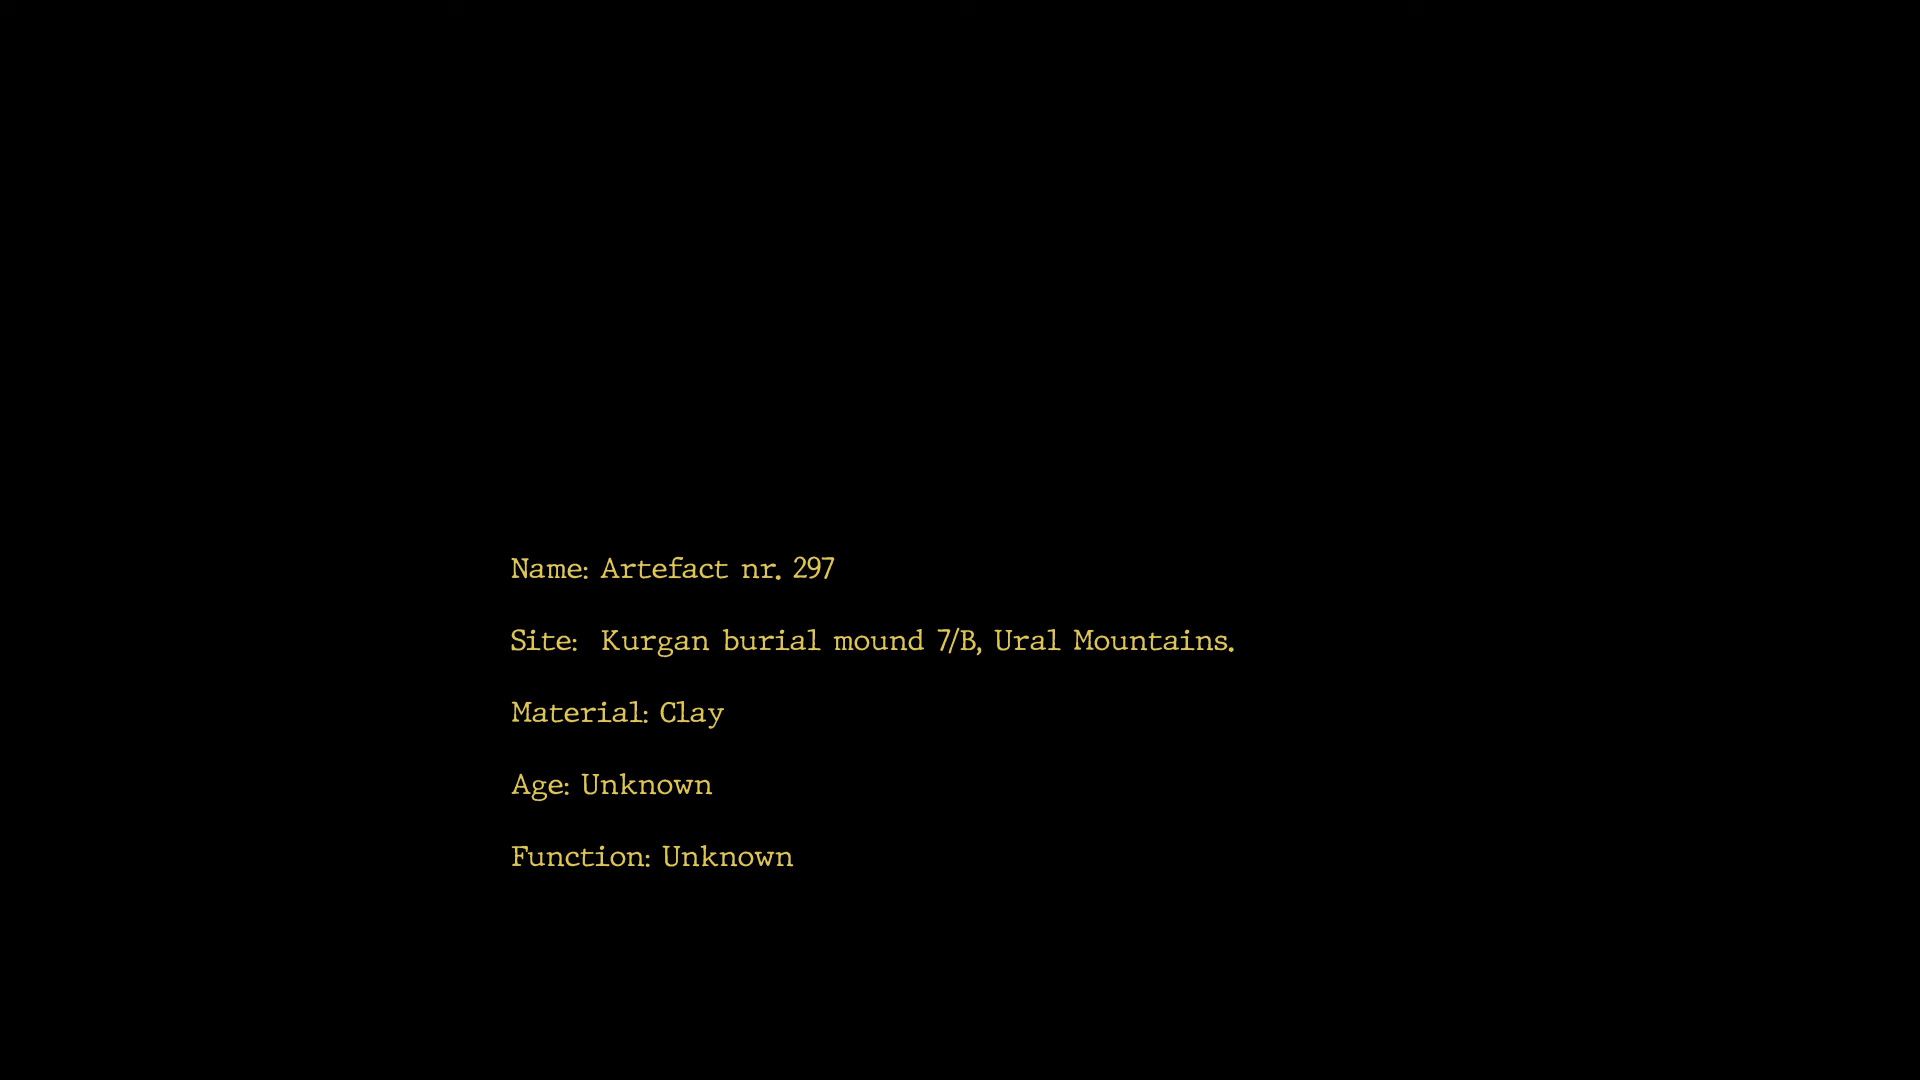 Name: Artefact nr. 297
Site: Kurgan burial mound 7/B, Ural Mountains.
Material: Clay
Age: Unknown
Function: Unknown